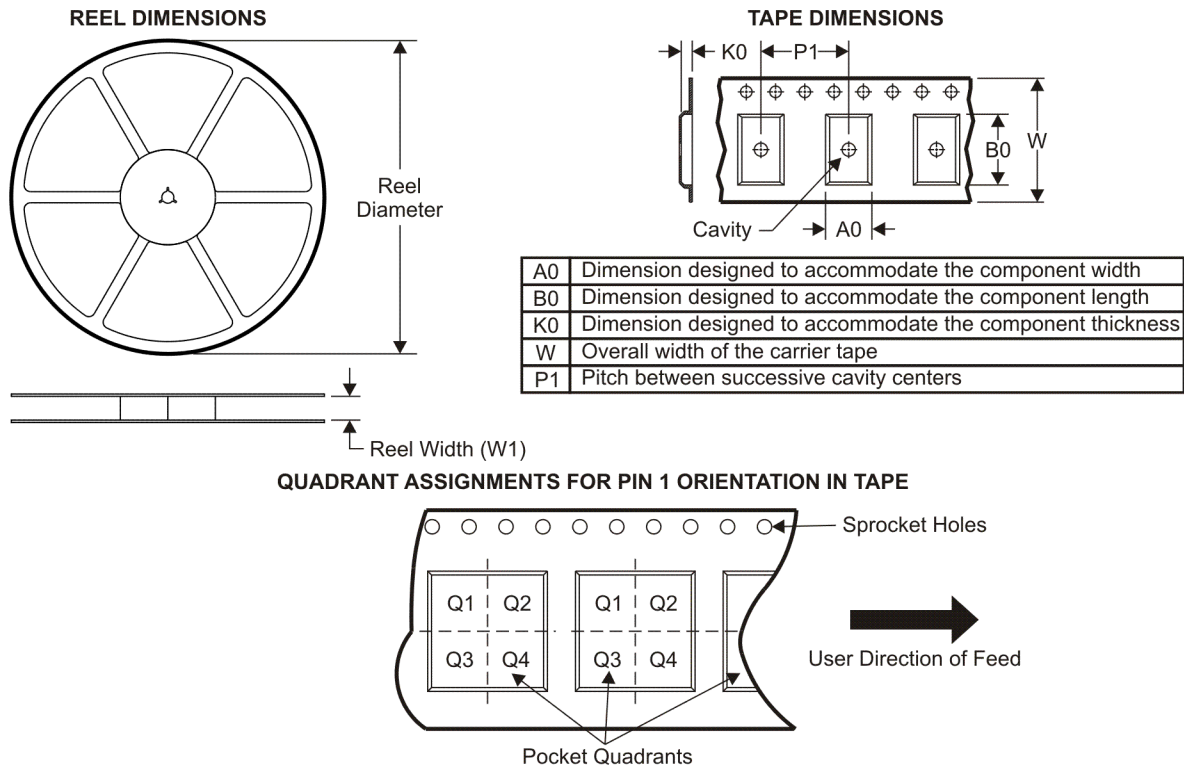 REEL DIMENSIONS
TAPE DIMENSIONS
K0
P1
B0
W
Reel
Diameter
Cavity
A0
A0 Dimension designed to accommodate the component width
B0 Dimension designed to accommodate the component length
K0 Dimension designed to accommodate the component thickness
W Overall width of the carrier tape
P1 Pitch between successive cavity centers
Reel Width (W1)
QUADRANT ASSIGNMENTS FOR PIN 1 ORIENTATION IN TAPE
Sprocket Holes
Q1 Q2 Q1 Q2
Q3 Q4 Q3 Q4
User Direction of Feed
Pocket Quadrants